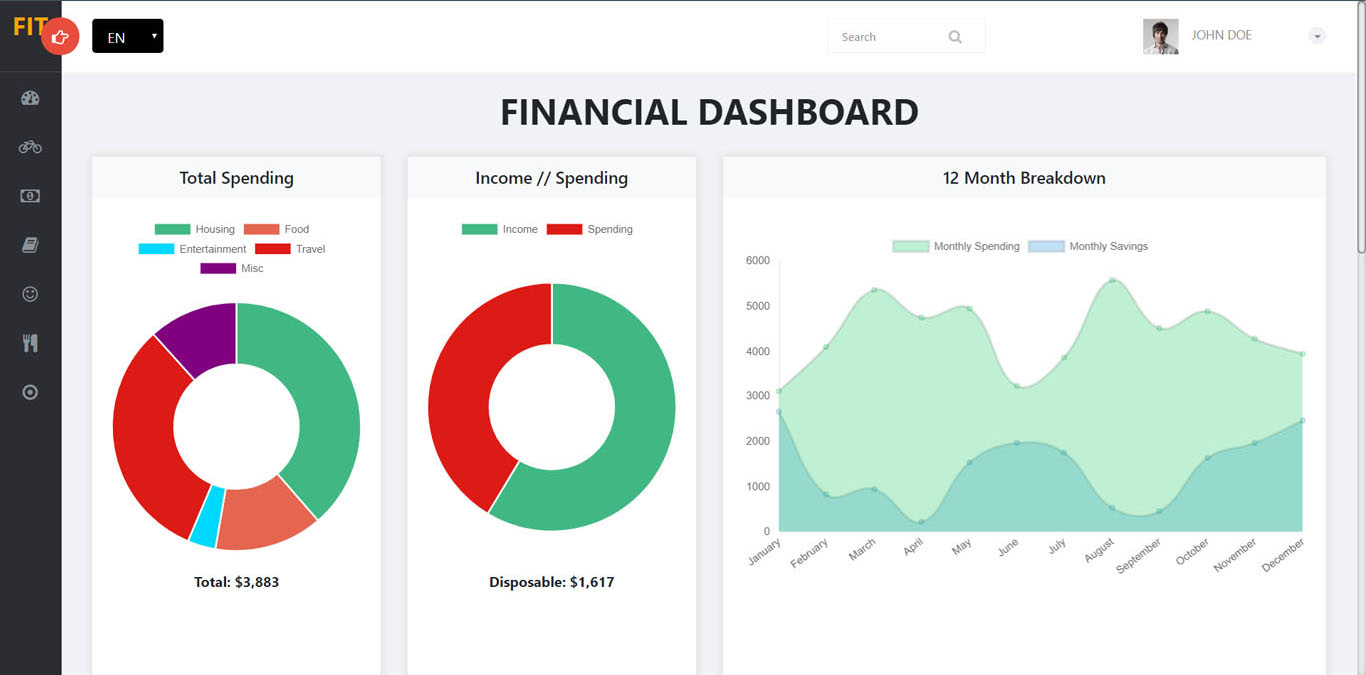 FIT
EN
Search
JOHN DOE
FINANCIAL DASHBOARD
Total Spending
Housing Food
Entertainment Travel
Misc
Total: $3,883
Income // Spending
Income Spending
Disposable: $1,617
12 Month Breakdown
Monthly Spending Monthly Savings
6000
5000
4000
3000
2000
1000
0
January February March April May June July August September October November December